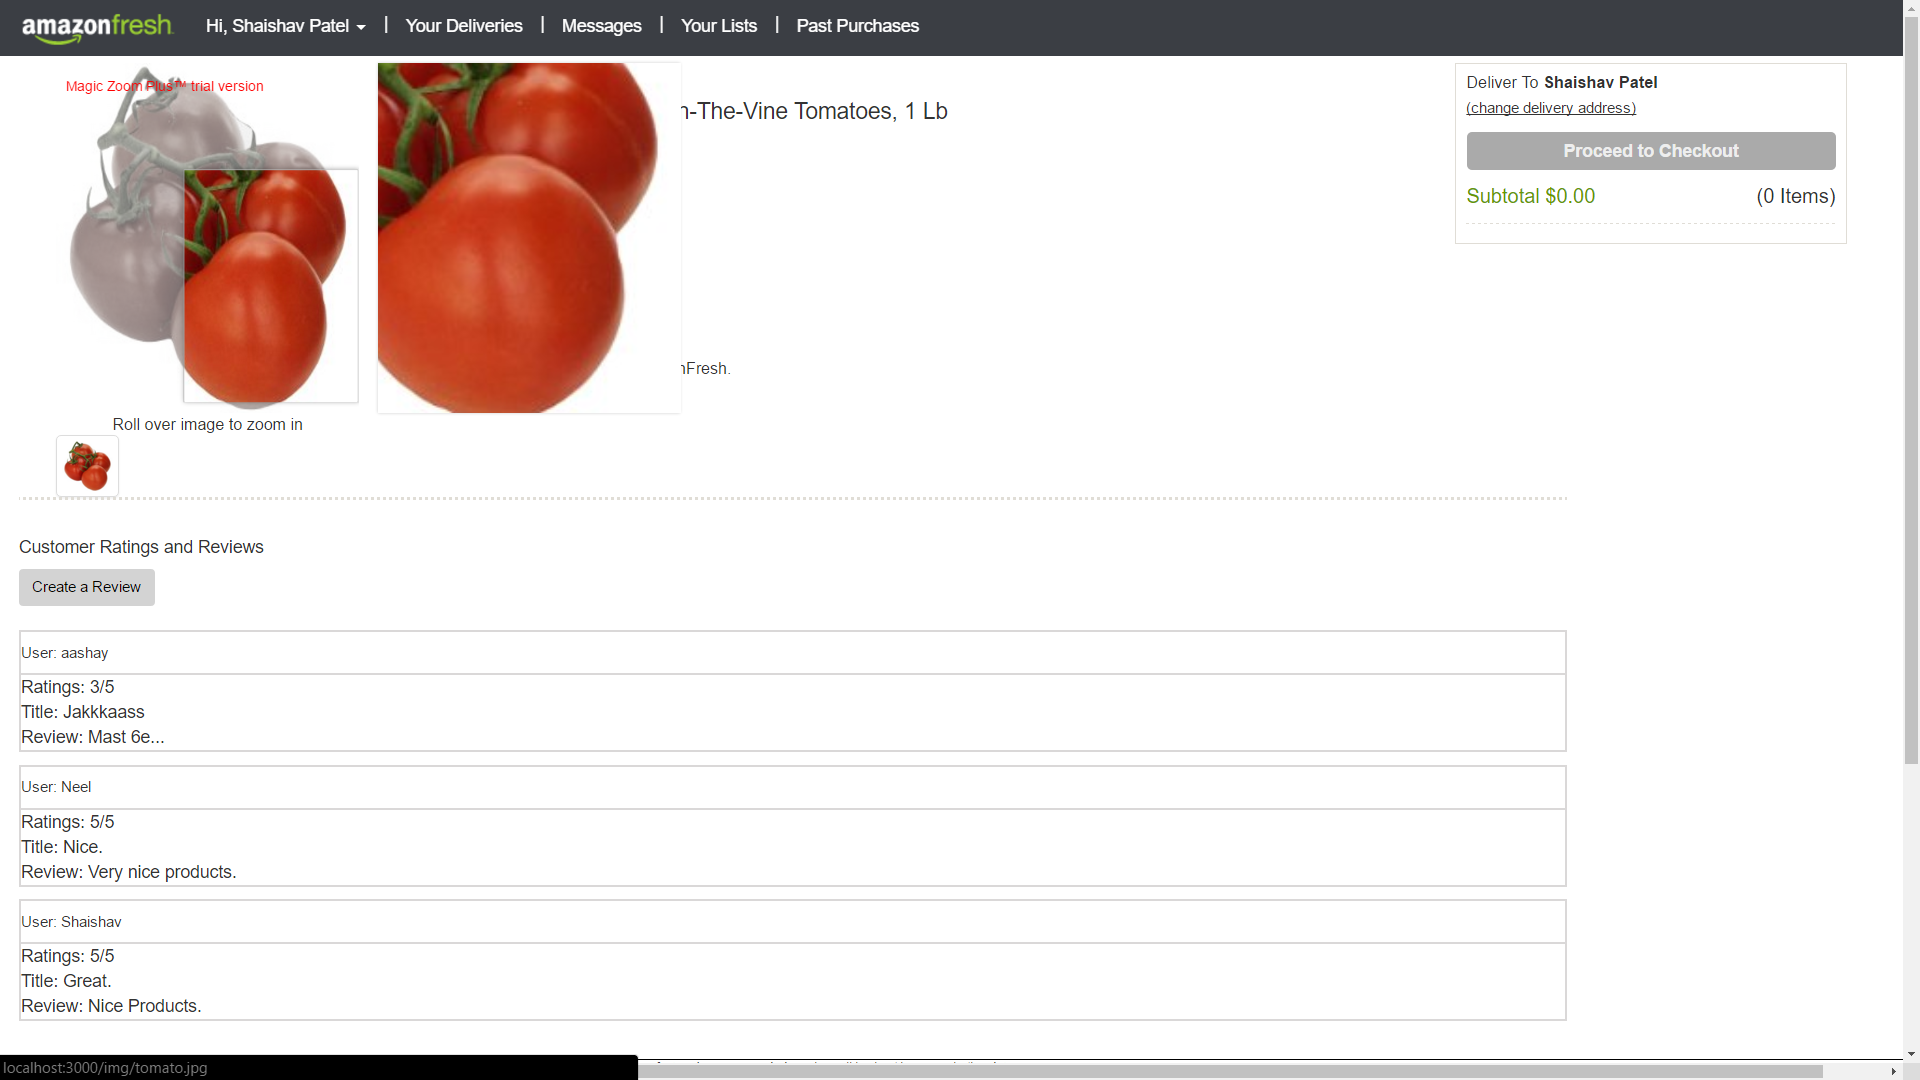 amazonfresh Hi, Shaishav Patel | Your Deliveries | Messages | Your Lists | Past Purchases
Magic Zoom Plus™ trial version
n-The-Vine Tomatoes, 1 Lb
Deliver To Shaishav Patel
(change delivery address)
Proceed to Checkout
Subtotal $0.00 (0 Items)
nFresh.
Roll over image to zoom in
Customer Ratings and Reviews
Create a Review
User: aashay
Ratings: 3/5
Title: Jakkkaass
Review: Mast 6e...
User: Neel
Ratings: 5/5
Title: Nice.
Review: Very nice products.
User: Shaishav
Ratings: 5/5
Title: Great.
Review: Nice Products.
localhost:3000/img/tomato.jpg